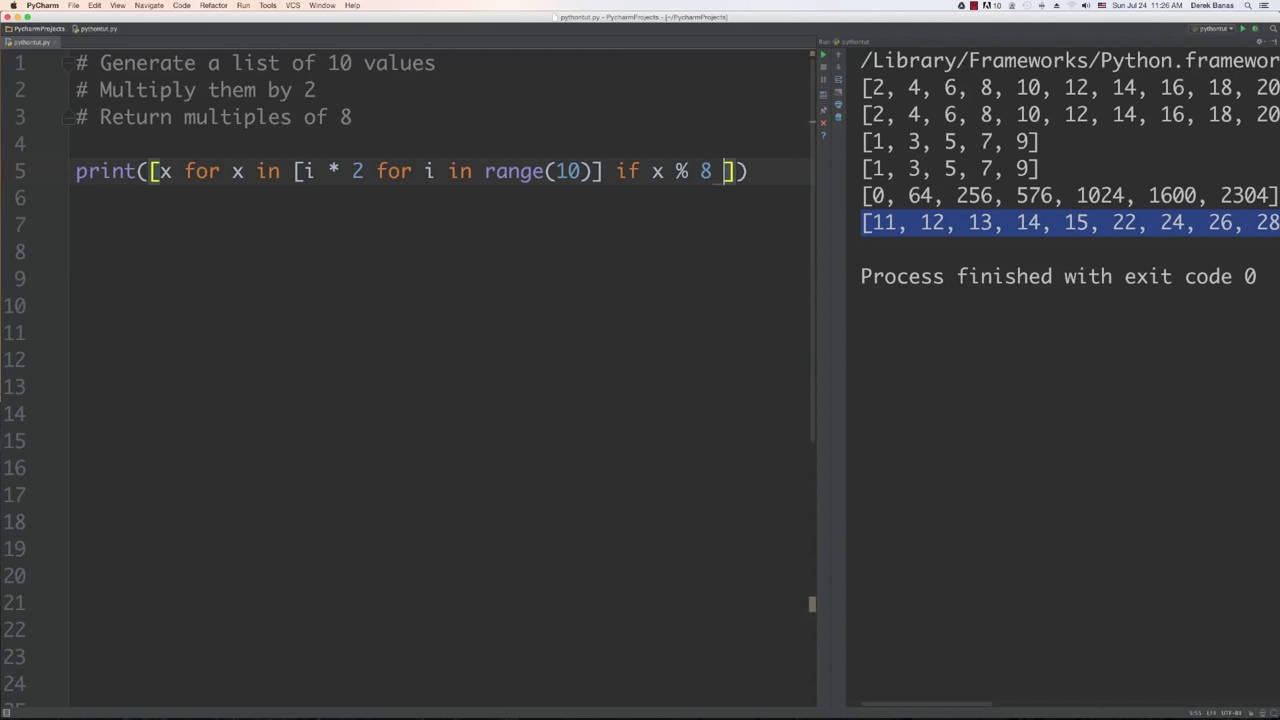 PyCharm File Edit View Navigate Code Refactor Run Tools VCS Window Help
10 Sun Jul 24 11:26 AM Derek Banas
pythontut.py - PycharmProjects - [~/PycharmProjects]
PycharmProjects pythontut.py pythontut
pythontut.py Run: pythontut
1 # Generate a list of 10 values
2 # Multiply them by 2
3 # Return multiples of 8
4
5 print([x for x in [i * 2 for i in range(10)] if x % 8 ])
6
7
8
9
10
11
12
13
14
15
16
17
18
19
20
21
22
23
24
25
/Library/Frameworks/Python.framewor
[2, 4, 6, 8, 10, 12, 14, 16, 18, 20
[2, 4, 6, 8, 10, 12, 14, 16, 18, 20
[1, 3, 5, 7, 9]
[1, 3, 5, 7, 9]
[0, 64, 256, 576, 1024, 1600, 2304]
[11, 12, 13, 14, 15, 22, 24, 26, 28
Process finished with exit code 0
5:55 LF÷ UTF-8÷